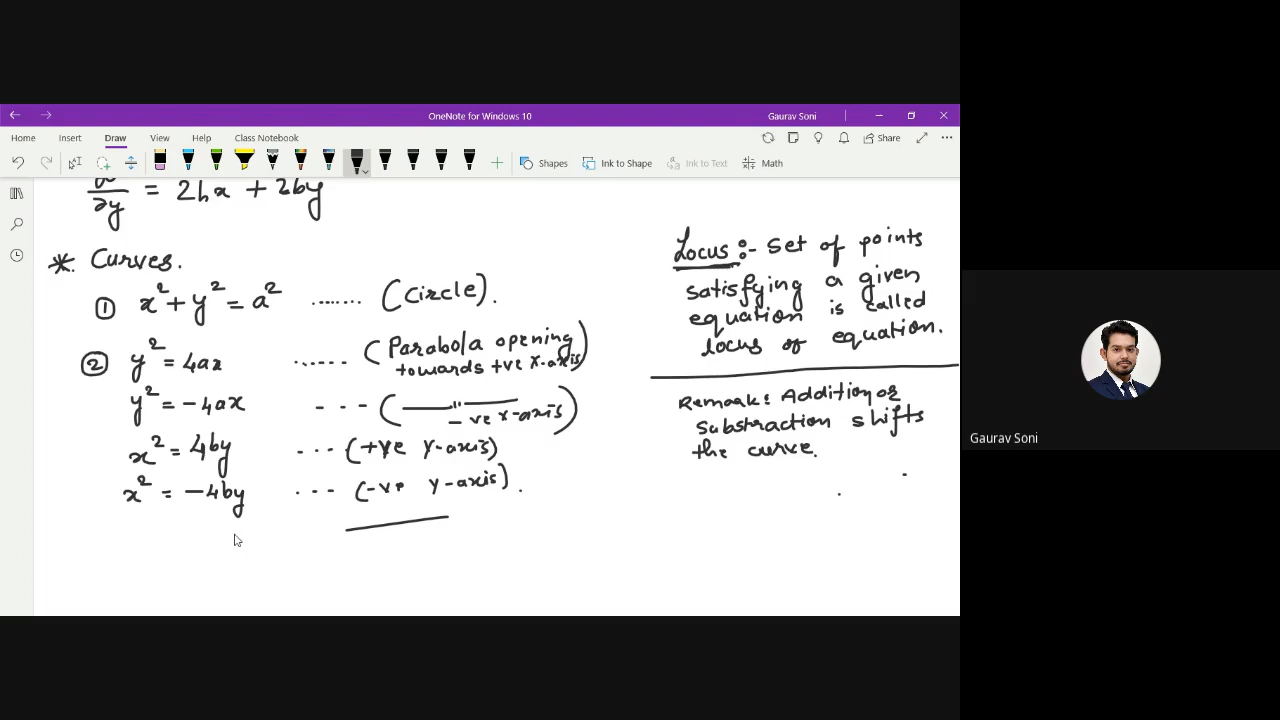 OneNote for Windows 10
Gaurav Soni
Home Insert Draw View Help Class Notebook
Share
Shapes Ink to Shape Ink to Text Math
∂y = 2hx + 2by
* Curves.
① x² + y² = a² ....... (Circle).
② y² = 4ax ...... (Parabola opening
towards +ve x-axis)
y² = -4ax --- ( —〃— -ve x-axis)
x² = 4by --- (+ve y-axis)
x² = -4by --- (-ve y-axis).
Locus :- Set of points
satisfying a given
equation is called
locus of equation.
Remark: Addition or
Substraction shifts
the curve.
Gaurav Soni